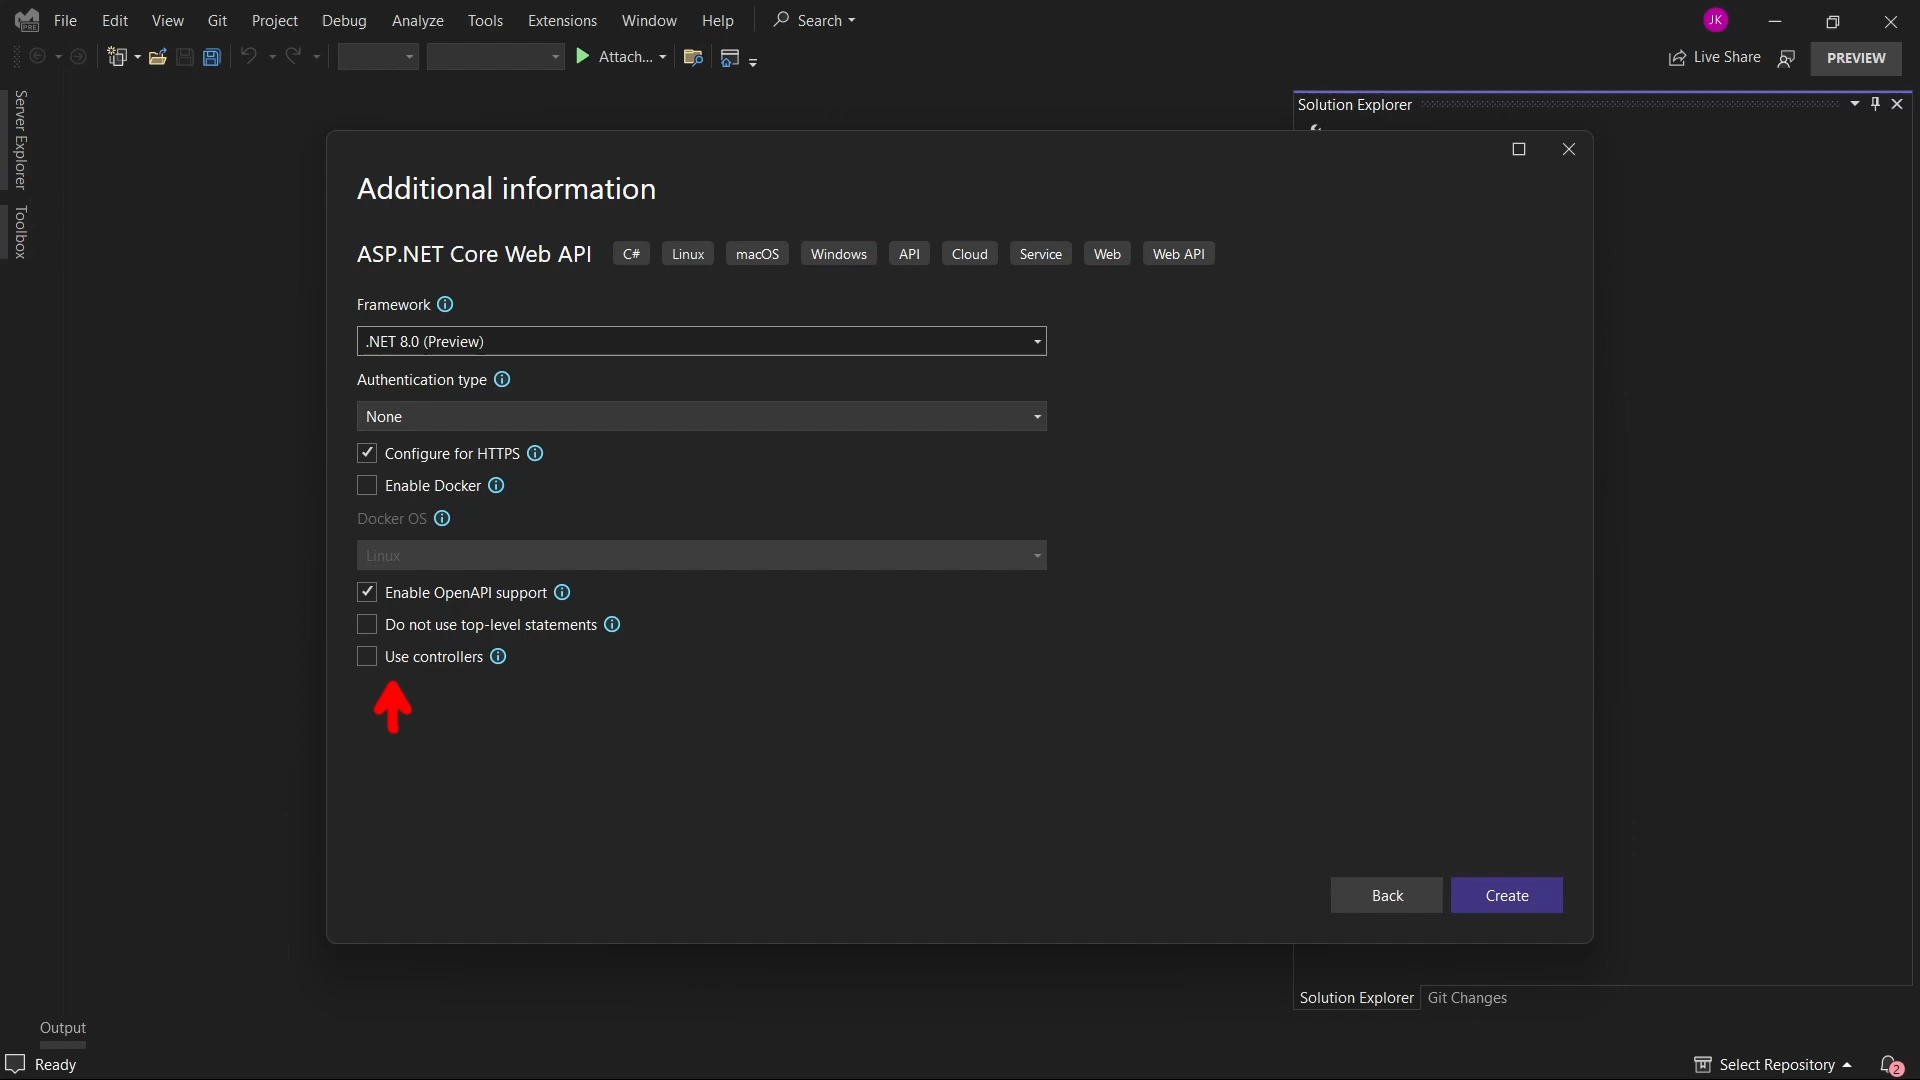 File Edit View Git Project Debug Analyze Tools Extensions Window Help Search JK
PRE
Attach... Live Share PREVIEW
Server Explorer
Toolbox
Solution Explorer
Additional information
ASP.NET Core Web API C# Linux macOS Windows API Cloud Service Web Web API
Framework
.NET 8.0 (Preview)
Authentication type
None
Configure for HTTPS
Enable Docker
Docker OS
Linux
Enable OpenAPI support
Do not use top-level statements
Use controllers
Back Create
Solution Explorer Git Changes
Output
Ready Select Repository 2